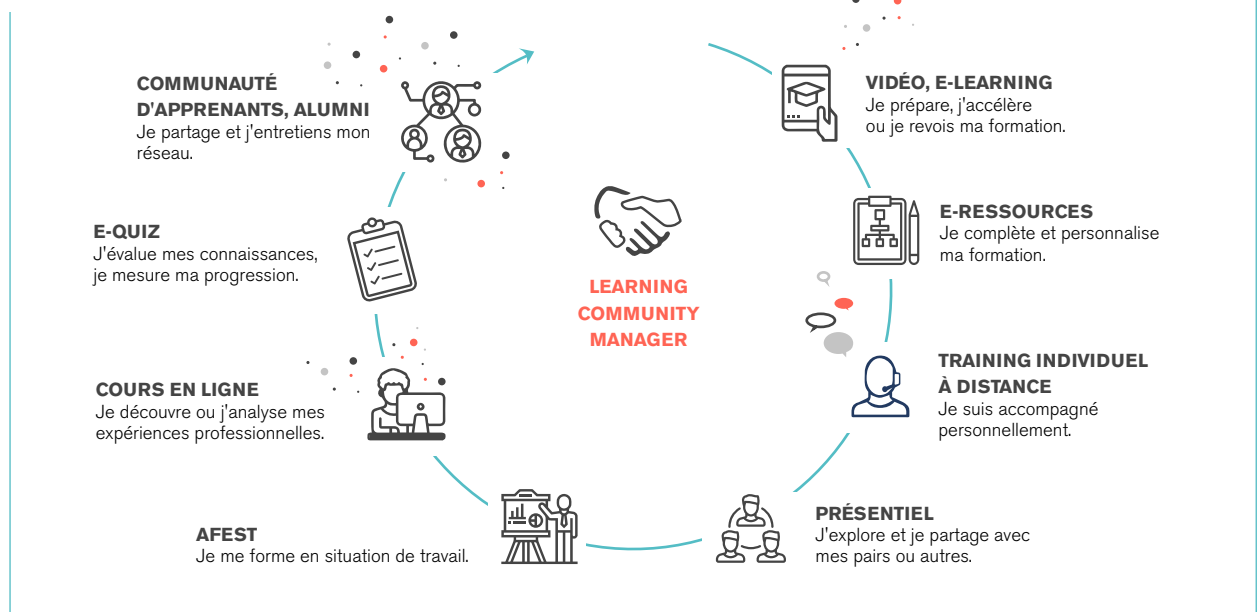 VIDÉO, E-LEARNING
Je prépare, j'accélère
ou je revois ma formation.
E-RESSOURCES
Je complète et personnalise
ma formation.
TRAINING INDIVIDUEL
À DISTANCE
Je suis accompagné
personnellement.
PRÉSENTIEL
J'explore et je partage avec
mes pairs ou autres.
AFEST
Je me forme en situation de travail.
COURS EN LIGNE
Je découvre ou j'analyse mes
expériences professionnelles.
E-QUIZ
J'évalue mes connaissances,
je mesure ma progression.
COMMUNAUTÉ
D'APPRENANTS, ALUMNI
Je partage et j'entretiens mon
réseau.
LEARNING
COMMUNITY
MANAGER